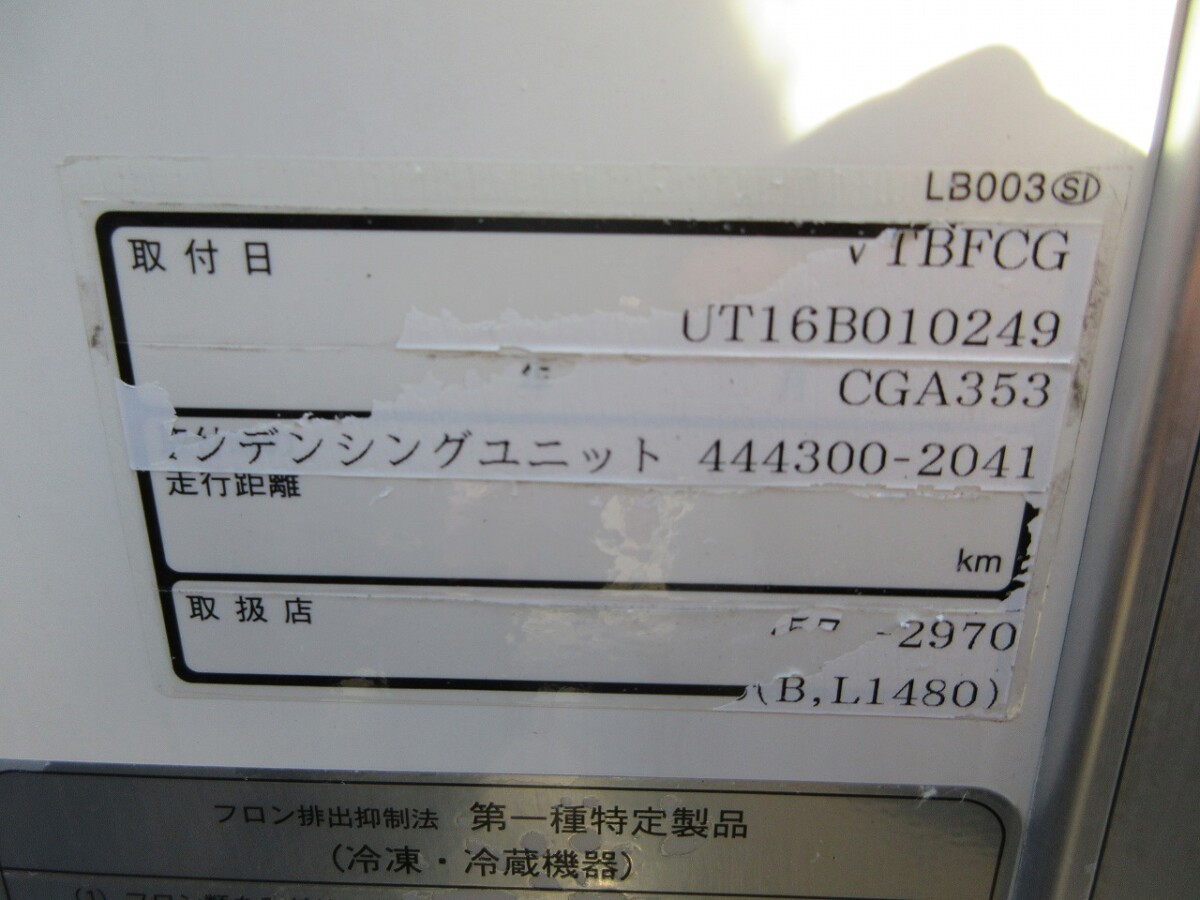 LB003 SI
取付日
TBFCG
UT16B010249
CGA353
ンデンシングユニット 444300-2041
走行距離
km
取扱店
-2970
(B,L1480)
フロン排出抑制法 第一種特定製品
(冷凍・冷蔵機器)